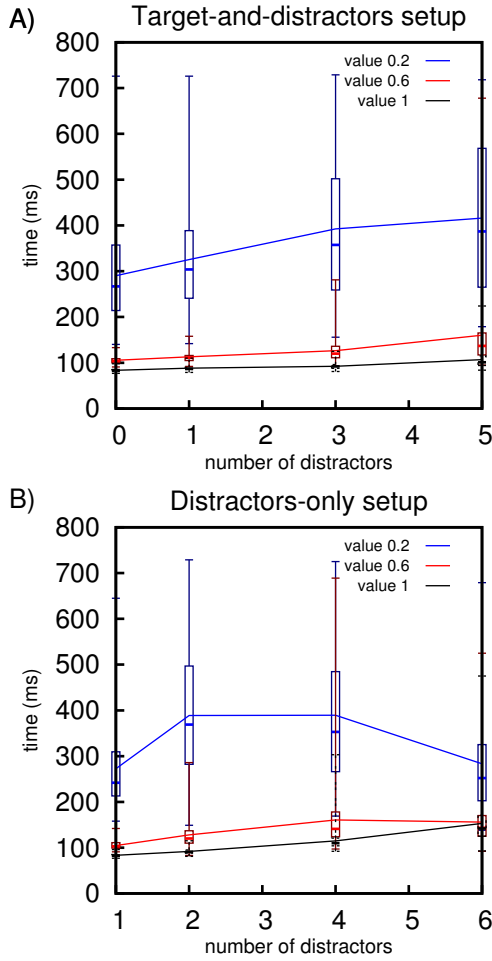 A)
Target-and-distractors setup
800
700
600
500
400
300
200
100
0
time (ms)
value 0.2
value 0.6
value 1
0 1 2 3 4 5
number of distractors
B)
Distractors-only setup
800
700
600
500
400
300
200
100
0
time (ms)
value 0.2
value 0.6
value 1
1 2 3 4 5 6
number of distractors